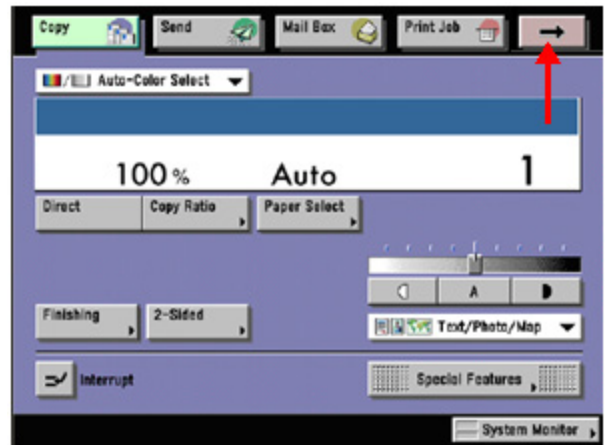 Copy Send Mail Box Print Job
Auto-Color Select
100 % Auto 1
Direct Copy Ratio Paper Select
A
Finishing 2-Sided Text/Photo/Map
Interrupt Special Features
System Monitor